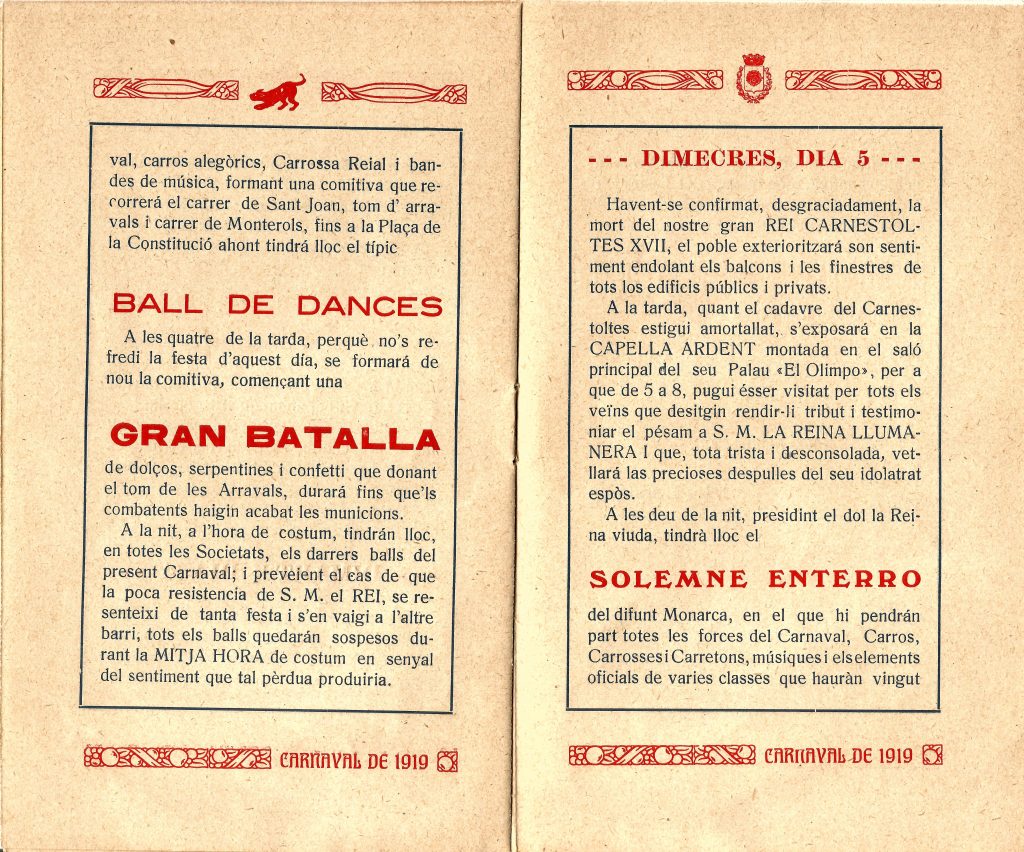 val, carros alegòrics, Carrossa Reial i ban-
des de música, formant una comitiva que re-
correrá el carrer de Sant Joan, tom d' arra-
vals i carrer de Monterols, fins a la Plaça de
la Constitució ahont tindrá lloc el típic
BALL DE DANCES
A les quatre de la tarda, perquè no's re-
fredi la festa d'aquest día, se formará de
nou la comitiva, començant una
GRAN BATALLA
de dolços, serpentines i confetti que donant
el tom de les Arravals, durará fins que'ls
combatents haigin acabat les municions.
A la nit, a l'hora de costum, tindrán lloc,
en totes les Societats, els darrers balls del
present Carnaval; i preveient el cas de que
la poca resistencia de S. M. el REI, se re-
senteixi de tanta festa i s'en vaigi a l'altre
barri, tots els balls quedarán sospesos du-
rant la MITJA HORA de costum en senyal
del sentiment que tal pèrdua produiria.
CARNAVAL DE 1919
--- DIMECRES, DIA 5 ---
Havent-se confirmat, desgraciadament, la
mort del nostre gran REI CARNESTOL-
TES XVII, el poble exterioritzará son senti-
ment endolant els balcons i les finestres de
tots los edificis públics i privats.
A la tarda, quant el cadavre del Carnes-
toltes estigui amortallat, s'exposará en la
CAPELLA ARDENT montada en el saló
principal del seu Palau «El Olimpo», per a
que de 5 a 8, pugui ésser visitat per tots els
veïns que desitgin rendir-li tribut i testimo-
niar el pésam a S. M. LA REINA LLUMA-
NERA I que, tota trista i desconsolada, vet-
llará les precioses despulles del seu idolatrat
espòs.
A les deu de la nit, presidint el dol la Rei-
na viuda, tindrà lloc el
SOLEMNE ENTERRO
del difunt Monarca, en el que hi pendrán
part totes les forces del Carnaval, Carros,
Carrosses i Carretons, músiques i els elements
oficials de varies classes que hauràn vingut
CARNAVAL DE 1919